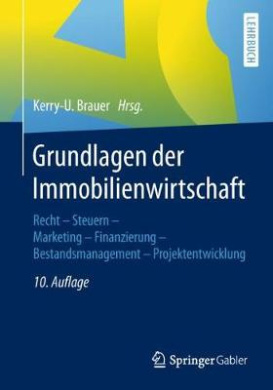 LEHRBUCH
Kerry-U. Brauer Hrsg.
Grundlagen der
Immobilienwirtschaft
Recht – Steuern –
Marketing – Finanzierung –
Bestandsmanagement – Projektentwicklung
10. Auflage
Springer Gabler